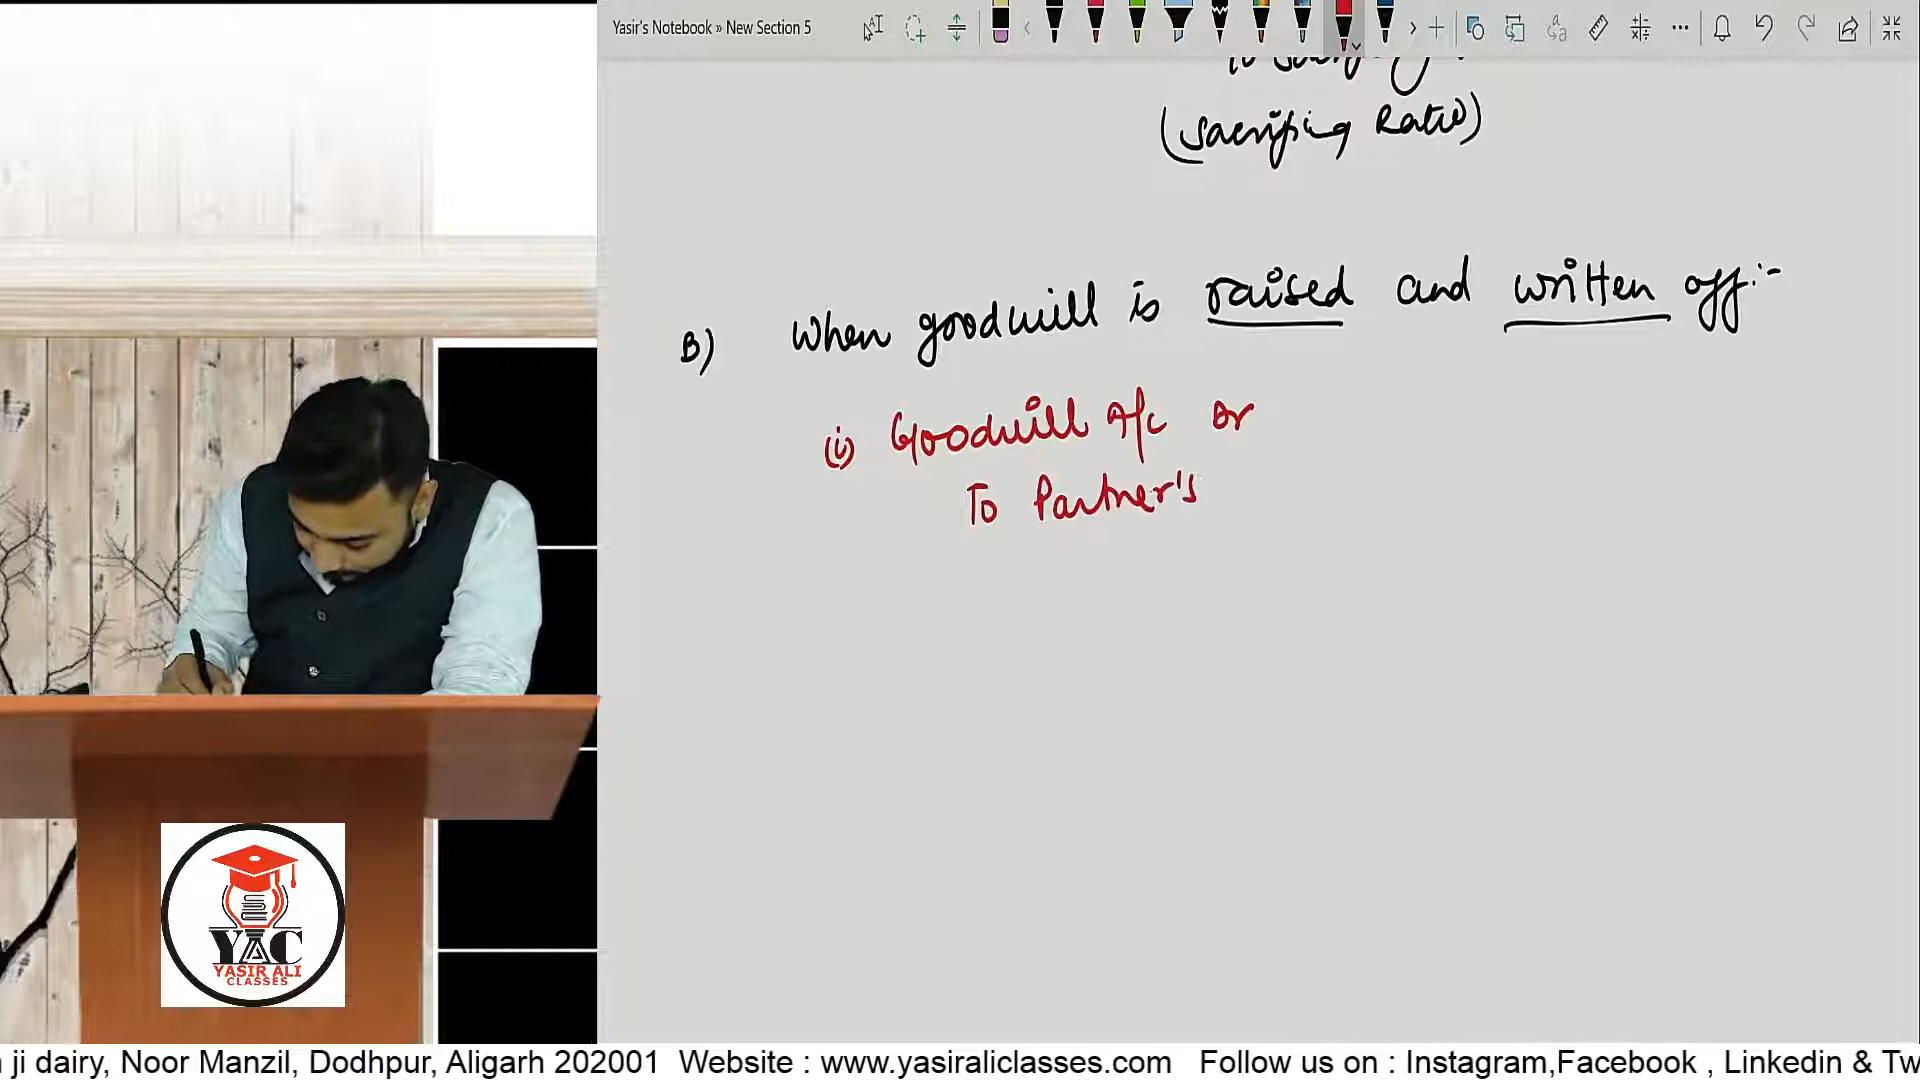 Yasir's Notebook » New Section 5
(Sacrificing Ratio)
B) When goodwill is raised and written off:-
(i) Goodwill A/c Dr
To Partner's
YAC
YASIR ALI
CLASSES
ji dairy, Noor Manzil, Dodhpur, Aligarh 202001 Website : www.yasiraliclasses.com Follow us on : Instagram,Facebook , Linkedin & Tw